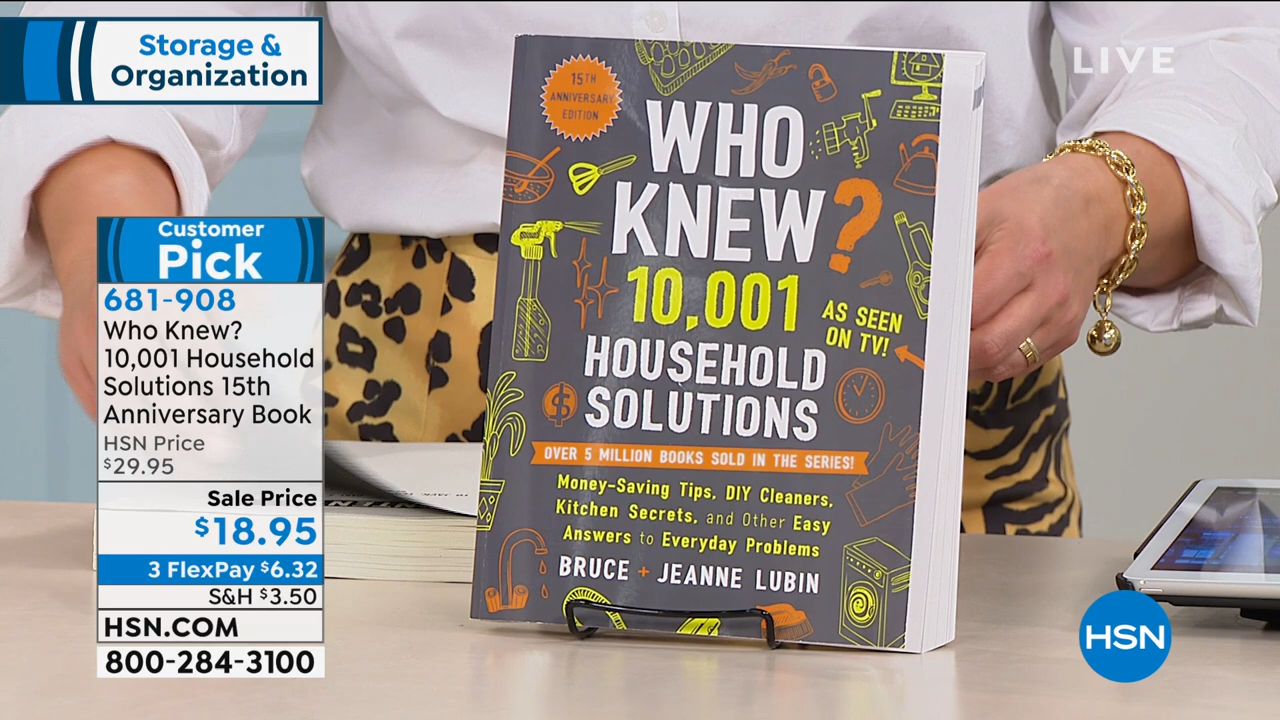 Storage &
Organization
LIVE
Customer
Pick
681-908
Who Knew?
10,001 Household
Solutions 15th
Anniversary Book
HSN Price
$29.95
Sale Price
$18.95
3 FlexPay $6.32
S&H $3.50
HSN.COM
800-284-3100
15TH
ANNIVERSARY
EDITION
WHO
KNEW?
10,001
AS SEEN
ON TV!
HOUSEHOLD
SOLUTIONS
OVER 5 MILLION BOOKS SOLD IN THE SERIES!
Money-Saving Tips, DIY Cleaners,
Kitchen Secrets, and Other Easy
Answers to Everyday Problems
BRUCE + JEANNE LUBIN
HSN